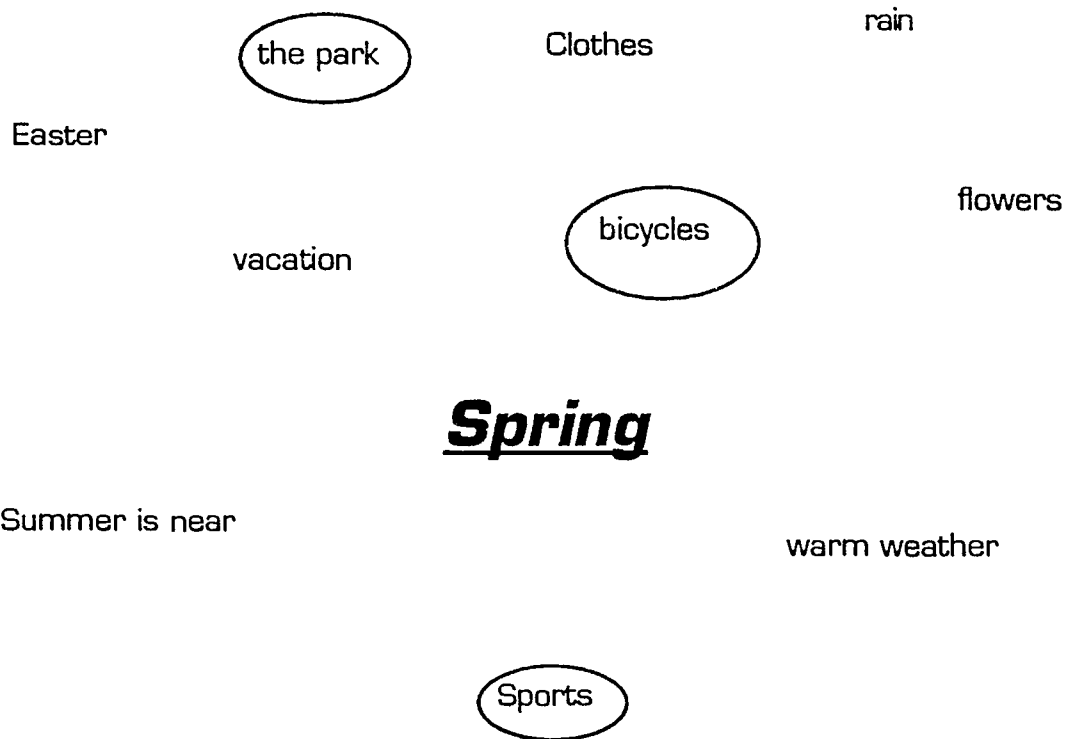 rain
Clothes
the park
Easter
flowers
bicycles
vacation
Spring
Summer is near
warm weather
Sports